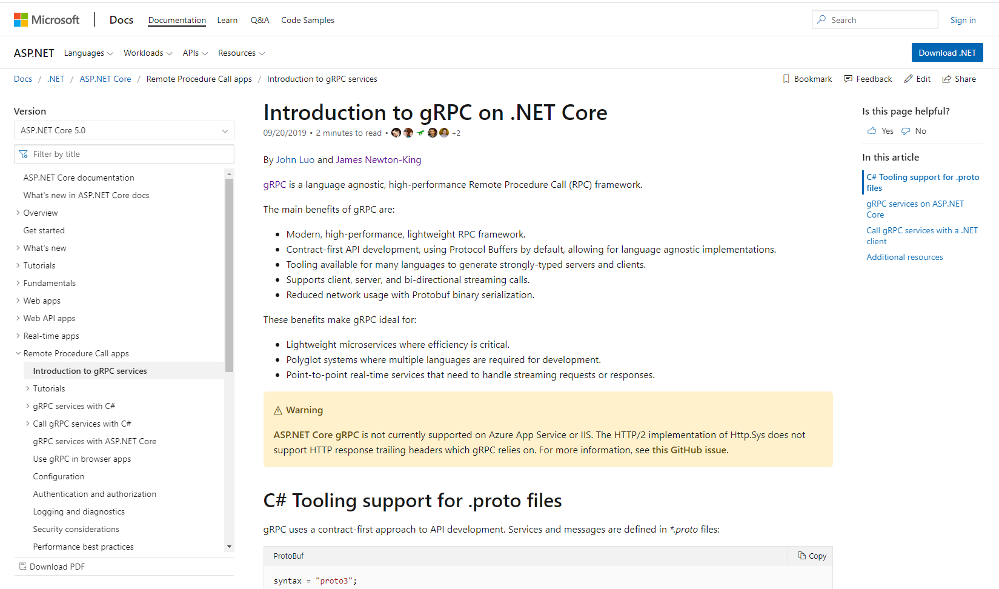 Microsoft Docs Documentation Learn Q&A Code Samples Search Sign in
ASP.NET Languages Workloads APIs Resources Download .NET
Docs / .NET / ASP.NET Core / Remote Procedure Call apps / Introduction to gRPC services
Bookmark Feedback Edit Share
Version
ASP.NET Core 5.0
Filter by title
ASP.NET Core documentation
What's new in ASP.NET Core docs
Overview
Get started
What's new
Tutorials
Fundamentals
Web apps
Web API apps
Real-time apps
Remote Procedure Call apps
Introduction to gRPC services
Tutorials
gRPC services with C#
Call gRPC services with C#
gRPC services with ASP.NET Core
Use gRPC in browser apps
Configuration
Authentication and authorization
Logging and diagnostics
Security considerations
Performance best practices
Download PDF
Introduction to gRPC on .NET Core
09/20/2019 • 2 minutes to read • +2
By John Luo and James Newton-King
gRPC is a language agnostic, high-performance Remote Procedure Call (RPC) framework.
The main benefits of gRPC are:
• Modern, high-performance, lightweight RPC framework.
• Contract-first API development, using Protocol Buffers by default, allowing for language agnostic implementations.
• Tooling available for many languages to generate strongly-typed servers and clients.
• Supports client, server, and bi-directional streaming calls.
• Reduced network usage with Protobuf binary serialization.
These benefits make gRPC ideal for:
• Lightweight microservices where efficiency is critical.
• Polyglot systems where multiple languages are required for development.
• Point-to-point real-time services that need to handle streaming requests or responses.
Warning
ASP.NET Core gRPC is not currently supported on Azure App Service or IIS. The HTTP/2 implementation of Http.Sys does not
support HTTP response trailing headers which gRPC relies on. For more information, see this GitHub issue.
C# Tooling support for .proto files
gRPC uses a contract-first approach to API development. Services and messages are defined in *.proto files:
ProtoBuf Copy
syntax = "proto3";
Is this page helpful?
Yes No
In this article
C# Tooling support for .proto
files
gRPC services on ASP.NET
Core
Call gRPC services with a .NET
client
Additional resources